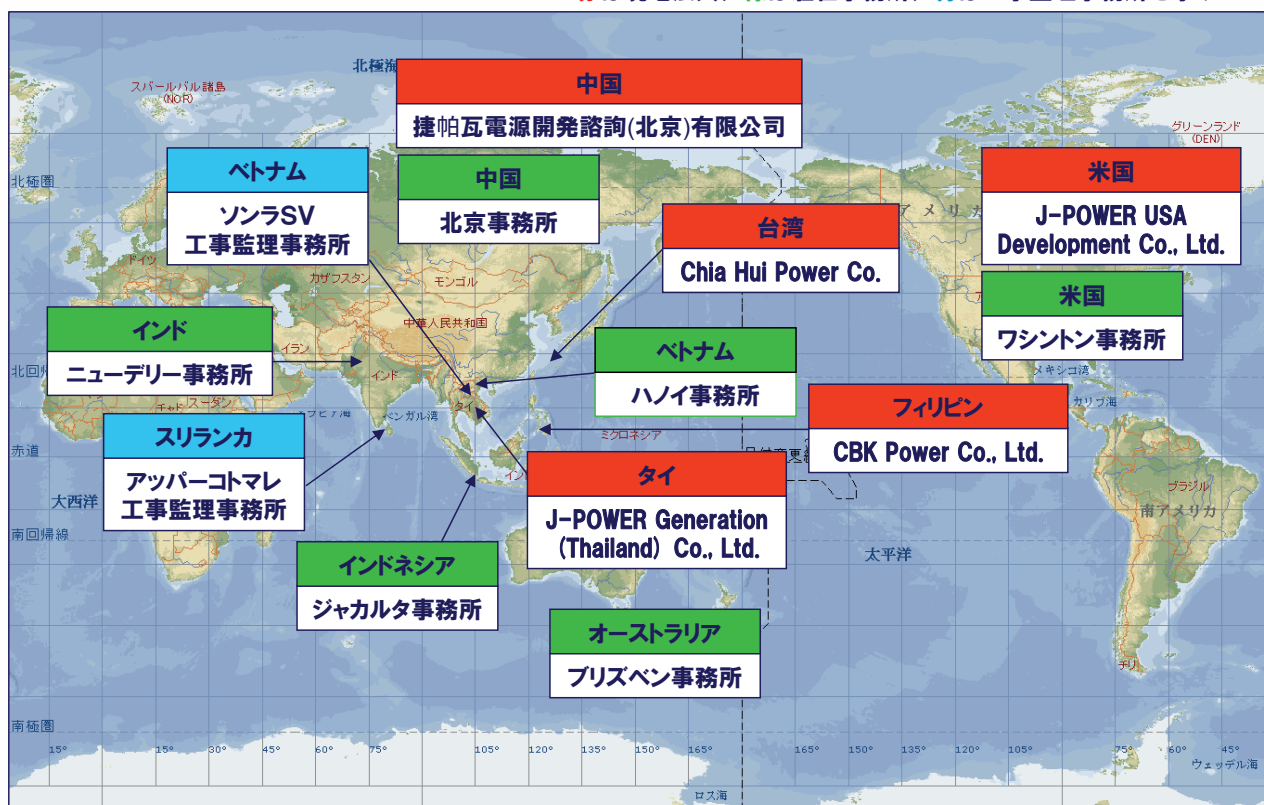 北極海
スバールバル諸島
(NOR)
グリーンランド
(DEN)
中国
捷帕瓦電源開発諮詢(北京)有限公司
ベトナム
ソンラSV
工事監理事務所
中国
北京事務所
米国
J-POWER USA
Development Co., Ltd.
北極圏
台湾
Chia Hui Power Co.
米国
ワシントン事務所
ドイツ
カザフスタン
モンゴル
中華人民共和国
インド
ニューデリー事務所
イラン
インド
ベトナム
ハノイ事務所
メキシコ湾
カリブ海
チャド
スーダン
ベンガル湾
タイ
フィリピン
CBK Power Co., Ltd.
ミクロネシア
赤道
スリランカ
アッパーコトマレ
工事監理事務所
大西洋
タイ
J-POWER Generation
(Thailand) Co., Ltd.
ブラジル
南アメリカ
南回帰線
太平洋
インドネシア
ジャカルタ事務所
オーストラリア
ブリズベン事務所
チリ
南極圏
15° 15° 30° 45° 60° 75° 105° 120° 135° 150° 165° 165° 150° 135° 120° 105° 75° 60° 45°
ウェッデル海
ロス海